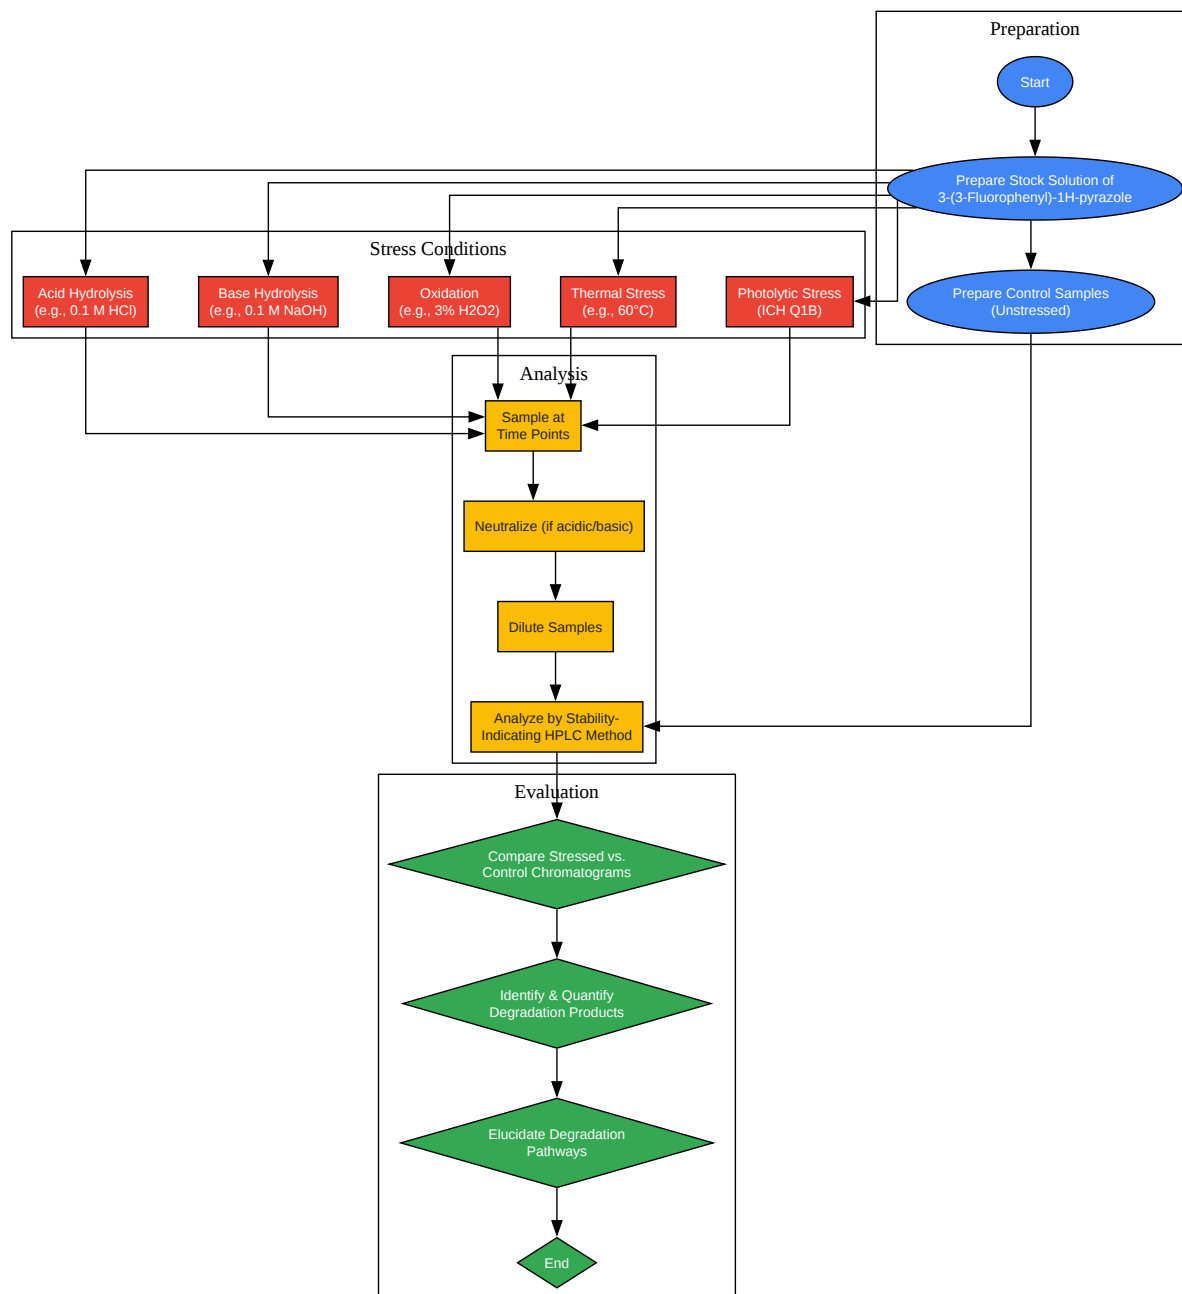 Preparation
Start
Prepare Stock Solution of
3-(3-Fluorophenyl)-1H-pyrazole
Prepare Control Samples
(Unstressed)
Stress Conditions
Acid Hydrolysis
(e.g., 0.1 M HCl)
Base Hydrolysis
(e.g., 0.1 M NaOH)
Oxidation
(e.g., 3% H2O2)
Thermal Stress
(e.g., 60°C)
Photolytic Stress
(ICH Q1B)
Analysis
Sample at
Time Points
Neutralize (if acidic/basic)
Dilute Samples
Analyze by Stability-
Indicating HPLC Method
Evaluation
Compare Stressed vs.
Control Chromatograms
Identify & Quantify
Degradation Products
Elucidate Degradation
Pathways
End